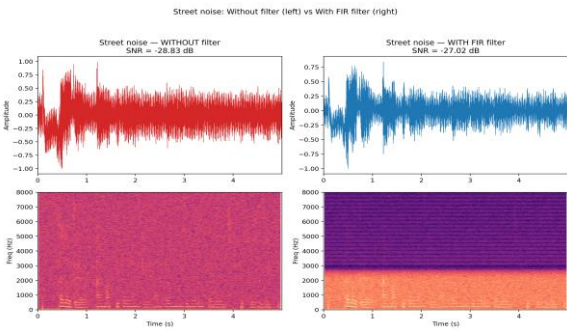 Street noise: Without filter (left) vs With FIR filter (right)
Street noise — WITHOUT filter
SNR = -28.83 dB
Amplitude
1.00
0.75
0.50
0.25
0.00
-0.25
-0.50
-0.75
-1.00
0 1 2 3 4
Street noise — WITH FIR filter
SNR = -27.02 dB
Amplitude
0.75
0.50
0.25
0.00
-0.25
-0.50
-0.75
-1.00
0 1 2 3 4
Freq (Hz)
8000
7000
6000
5000
4000
3000
2000
1000
0
0 1 2 3 4
Time (s)
Freq (Hz)
8000
7000
6000
5000
4000
3000
2000
1000
0
0 1 2 3 4
Time (s)